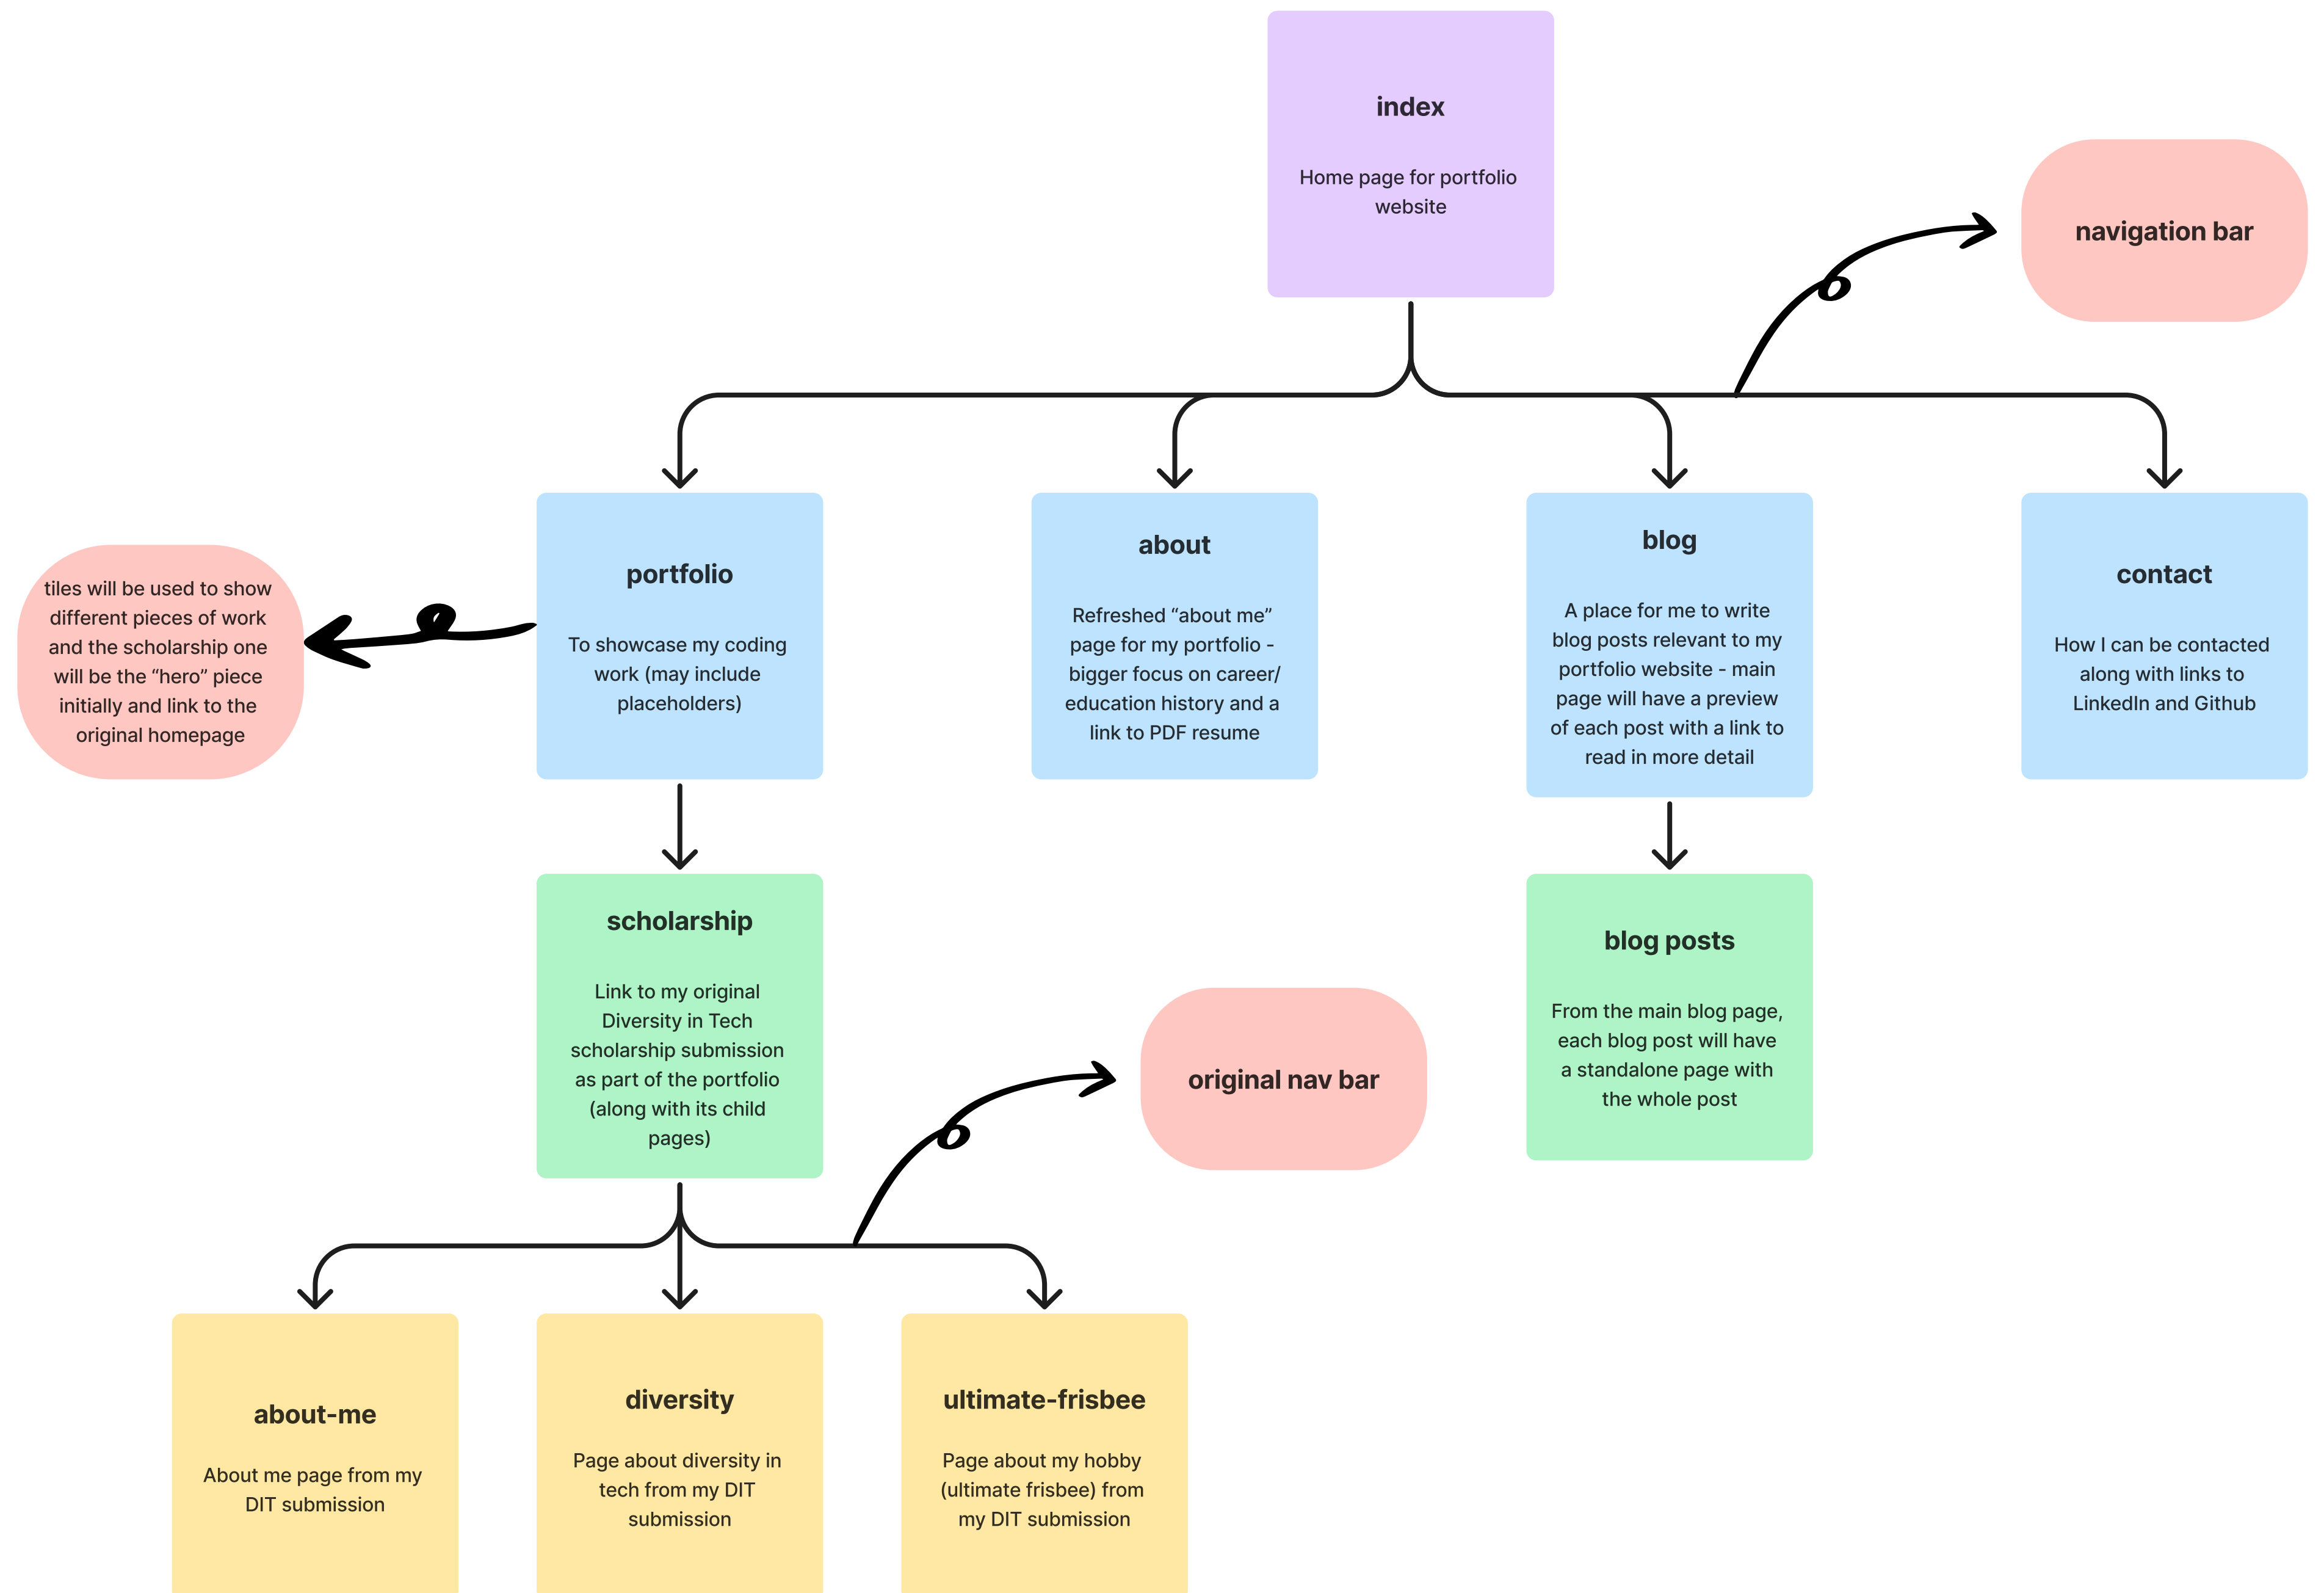 index
Home page for portfolio
website
navigation bar
portfolio
To showcase my coding
work (may include
placeholders)
about
Refreshed “about me”
page for my portfolio -
bigger focus on career/
education history and a
link to PDF resume
blog
A place for me to write
blog posts relevant to my
portfolio website - main
page will have a preview
of each post with a link to
read in more detail
contact
How I can be contacted
along with links to
LinkedIn and Github
tiles will be used to show
different pieces of work
and the scholarship one
will be the “hero” piece
initially and link to the
original homepage
scholarship
Link to my original
Diversity in Tech
scholarship submission
as part of the portfolio
(along with its child
pages)
original nav bar
blog posts
From the main blog page,
each blog post will have
a standalone page with
the whole post
about-me
About me page from my
DIT submission
diversity
Page about diversity in
tech from my DIT
submission
ultimate-frisbee
Page about my hobby
(ultimate frisbee) from
my DIT submission